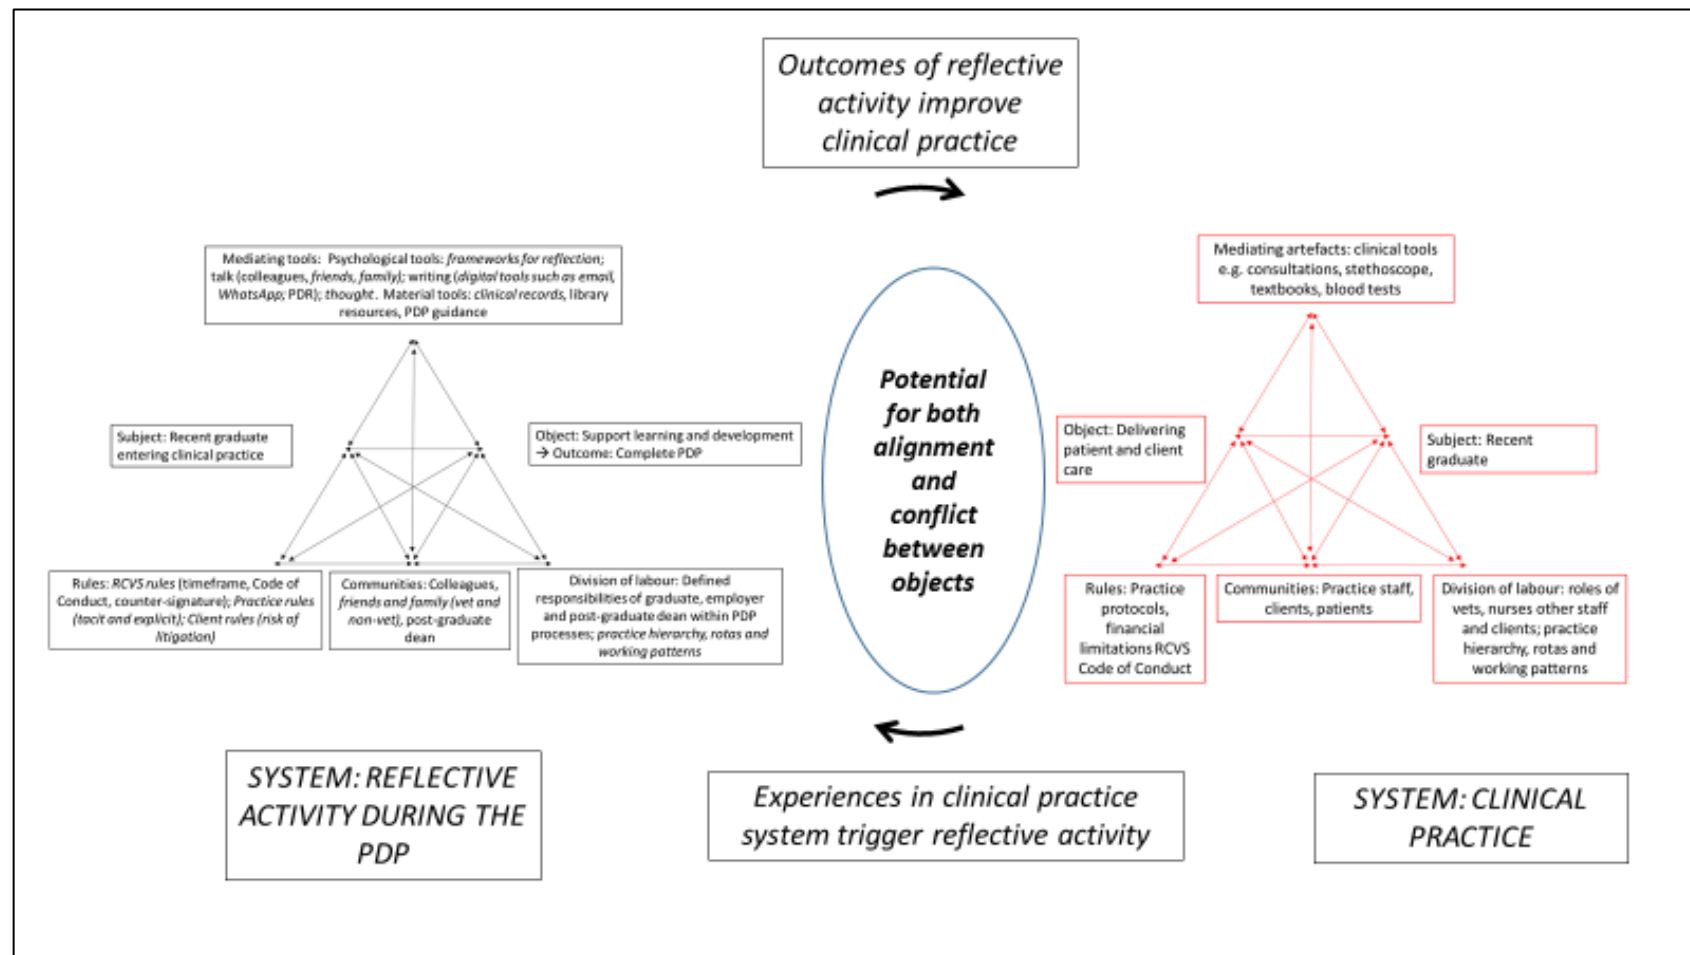 Outcomes of reflective
activity improve
clinical practice
Mediating tools: Psychological tools: frameworks for reflection;
talk (colleagues, friends, family); writing (digital tools such as email,
WhatsApp; PDR); thought. Material tools: clinical records, library
resources, PDP guidance
Subject: Recent graduate
entering clinical practice
Object: Support learning and development
→ Outcome: Complete PDP
Rules: RCVS rules (timeframe, Code of
Conduct, counter-signature); Practice rules
(tacit and explicit); Client rules (risk of
litigation)
Communities: Colleagues,
friends and family (vet and
non-vet), post-graduate
dean
Division of labour: Defined
responsibilities of graduate, employer
and post-graduate dean within PDP
processes; practice hierarchy, rotas and
working patterns
Potential
for both
alignment
and
conflict
between
objects
Mediating artefacts: clinical tools
e.g. consultations, stethoscope,
textbooks, blood tests
Object: Delivering
patient and client
care
Subject: Recent
graduate
Rules: Practice
protocols,
financial
limitations RCVS
Code of Conduct
Communities: Practice staff,
clients, patients
Division of labour: roles of
vets, nurses other staff
and clients; practice
hierarchy, rotas and
working patterns
SYSTEM: REFLECTIVE
ACTIVITY DURING THE
PDP
Experiences in clinical practice
system trigger reflective activity
SYSTEM: CLINICAL
PRACTICE